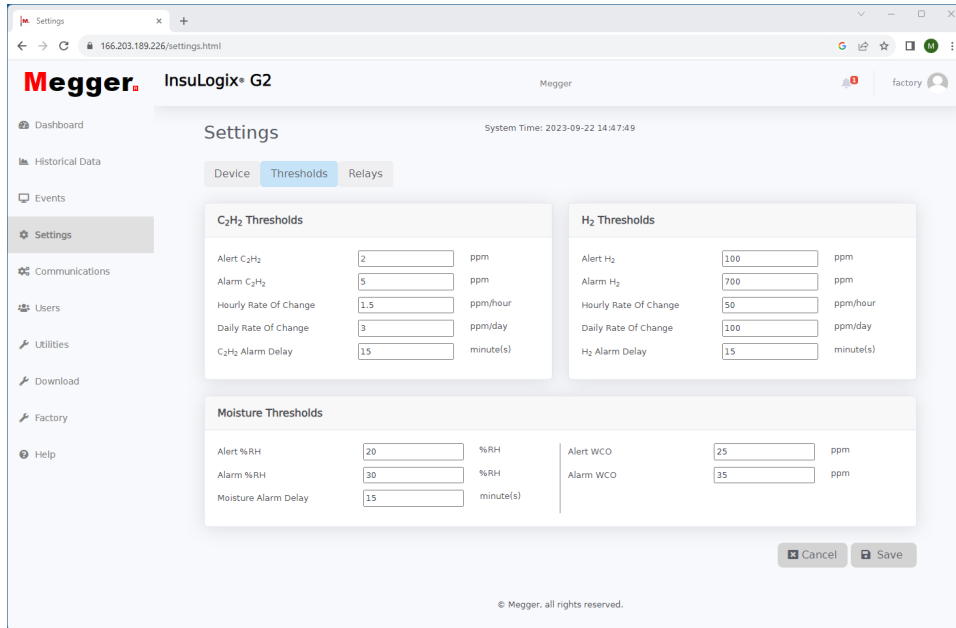 M. Settings × +
166.203.189.226/settings.html
M
Megger.
InsuLogix® G2
Megger
1
factory
Dashboard
Historical Data
Events
Settings
Communications
Users
Utilities
Download
Factory
Help
Settings
System Time: 2023-09-22 14:47:49
Device Thresholds Relays
C₂H₂ Thresholds
Alert C₂H₂ 2 ppm
Alarm C₂H₂ 5 ppm
Hourly Rate Of Change 1.5 ppm/hour
Daily Rate Of Change 3 ppm/day
C₂H₂ Alarm Delay 15 minute(s)
H₂ Thresholds
Alert H₂ 100 ppm
Alarm H₂ 700 ppm
Hourly Rate Of Change 50 ppm/hour
Daily Rate Of Change 100 ppm/day
H₂ Alarm Delay 15 minute(s)
Moisture Thresholds
Alert %RH 20 %RH
Alarm %RH 30 %RH
Moisture Alarm Delay 15 minute(s)
Alert WCO 25 ppm
Alarm WCO 35 ppm
Cancel Save
© Megger, all rights reserved.